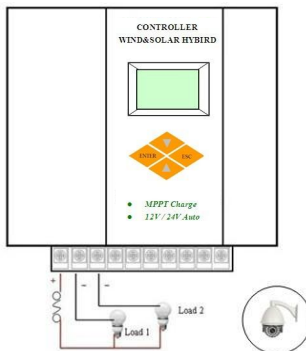 CONTROLLER
WIND&SOLAR HYBIRD
ENTER
ESC
MPPT Charge
12V / 24V Auto
+
-
-
Load 1
Load 2